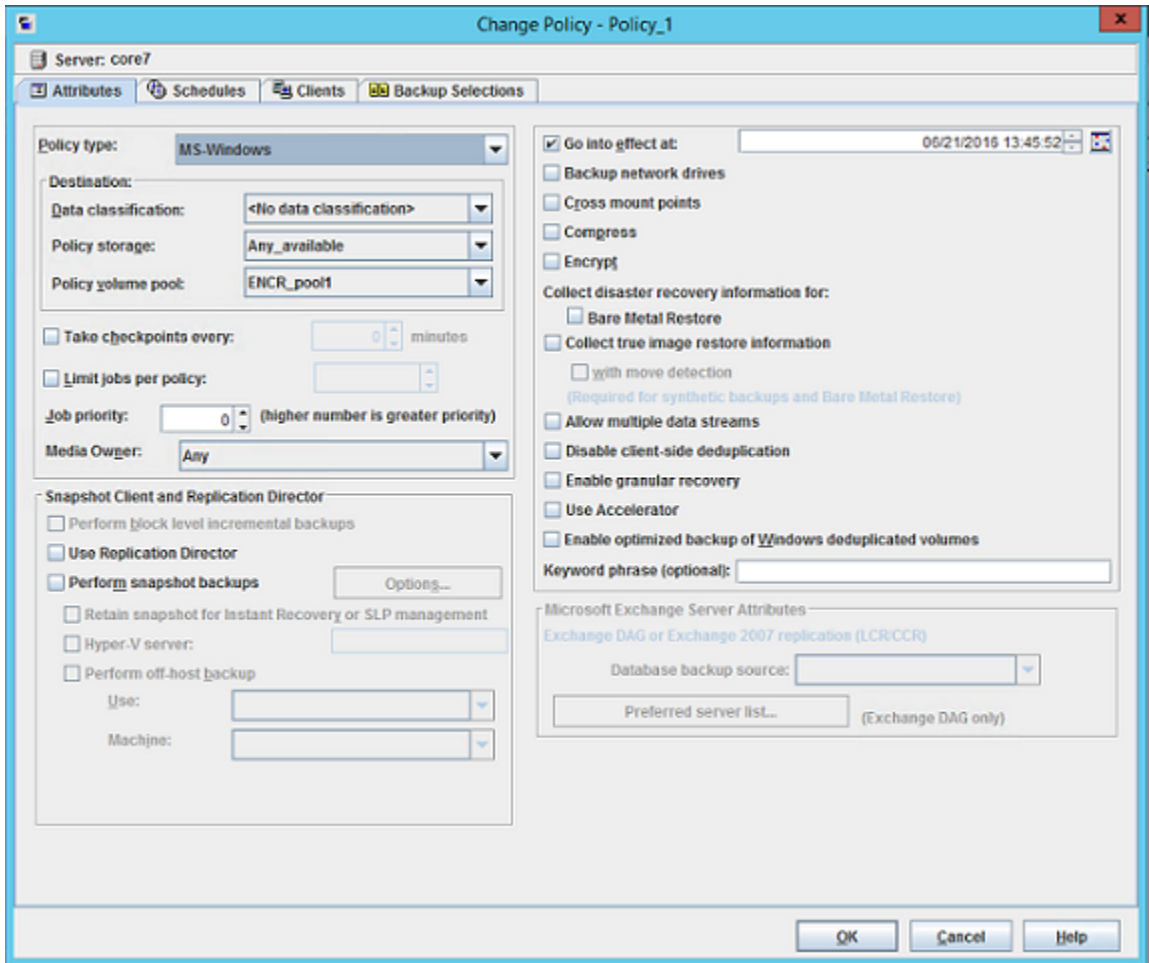 Change Policy - Policy_1
x
Server: core7
Attributes
Schedules
Clients
Backup Selections
Policy type:
MS-Windows
Destination:
Data classification:
<No data classification>
Policy storage:
Any_available
Policy volume pool:
ENCR_pool1
Take checkpoints every:
0
minutes
Limit jobs per policy:
Job priority:
0
(higher number is greater priority)
Media Owner:
Any
Snapshot Client and Replication Director
Perform block level incremental backups
Use Replication Director
Perform snapshot backups
Options...
Retain snapshot for Instant Recovery or SLP management
Hyper-V server:
Perform off-host backup
Use:
Machine:
Go into effect at:
06/21/2016 13:45:52
Backup network drives
Cross mount points
Compress
Encrypt
Collect disaster recovery information for:
Bare Metal Restore
Collect true image restore information
with move detection
(Required for synthetic backups and Bare Metal Restore)
Allow multiple data streams
Disable client-side deduplication
Enable granular recovery
Use Accelerator
Enable optimized backup of Windows deduplicated volumes
Keyword phrase (optional):
Microsoft Exchange Server Attributes
Exchange DAG or Exchange 2007 replication (LCR/CCR)
Database backup source:
Preferred server list...
(Exchange DAG only)
OK
Cancel
Help